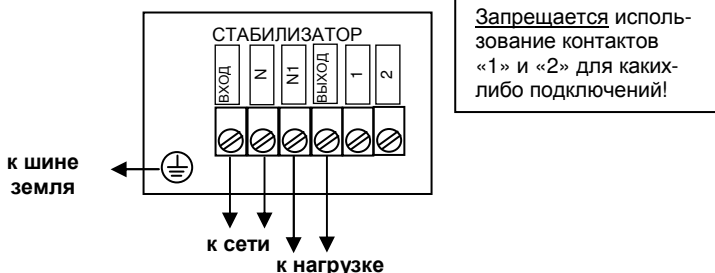 СТАБИЛИЗАТОР
ВХОД
N
N1
ВЫХОД
1
2
к шине
земля
к сети
к нагрузке
Запрещается исполь-
зование контактов
«1» и «2» для каких-
либо подключений!